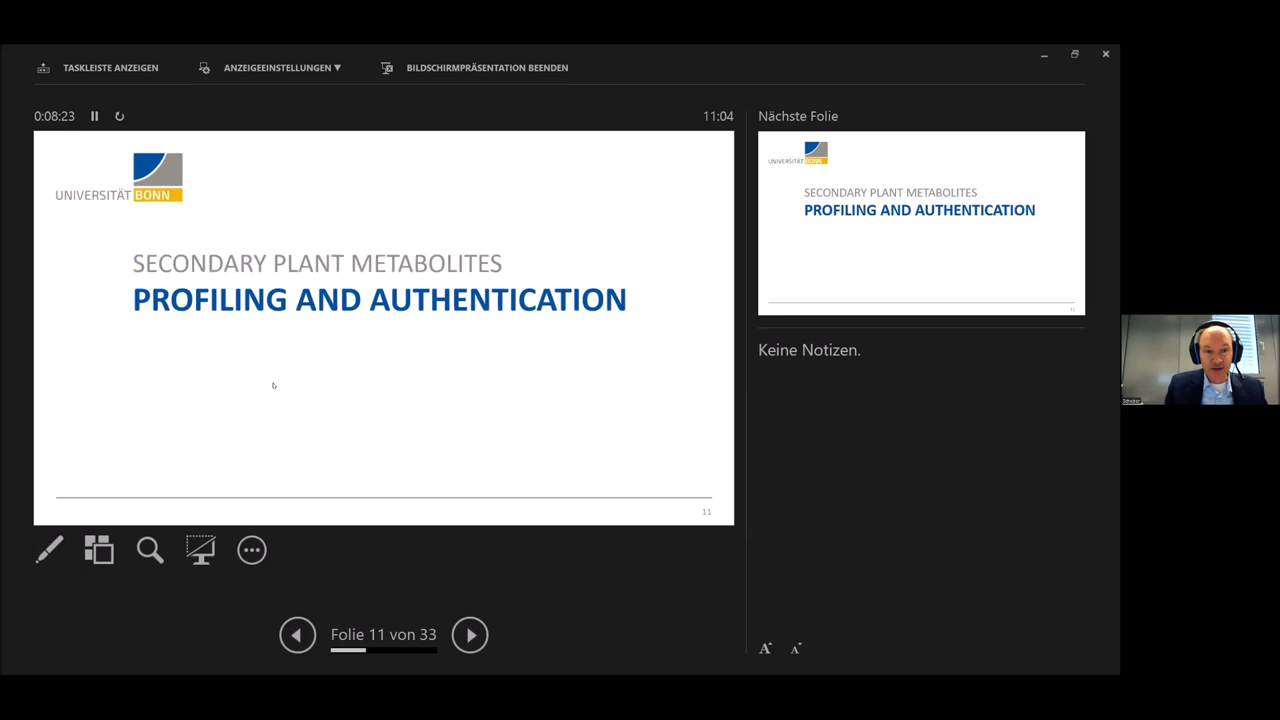 TASKLEISTE ANZEIGEN
ANZEIGEEINSTELLUNGEN ▼
BILDSCHIRMPRÄSENTATION BEENDEN
0:08:23
11:04
UNIVERSITÄT BONN
SECONDARY PLANT METABOLITES
PROFILING AND AUTHENTICATION
11
Folie 11 von 33
Nächste Folie
UNIVERSITÄT BONN
SECONDARY PLANT METABOLITES
PROFILING AND AUTHENTICATION
11
Keine Notizen.
A A